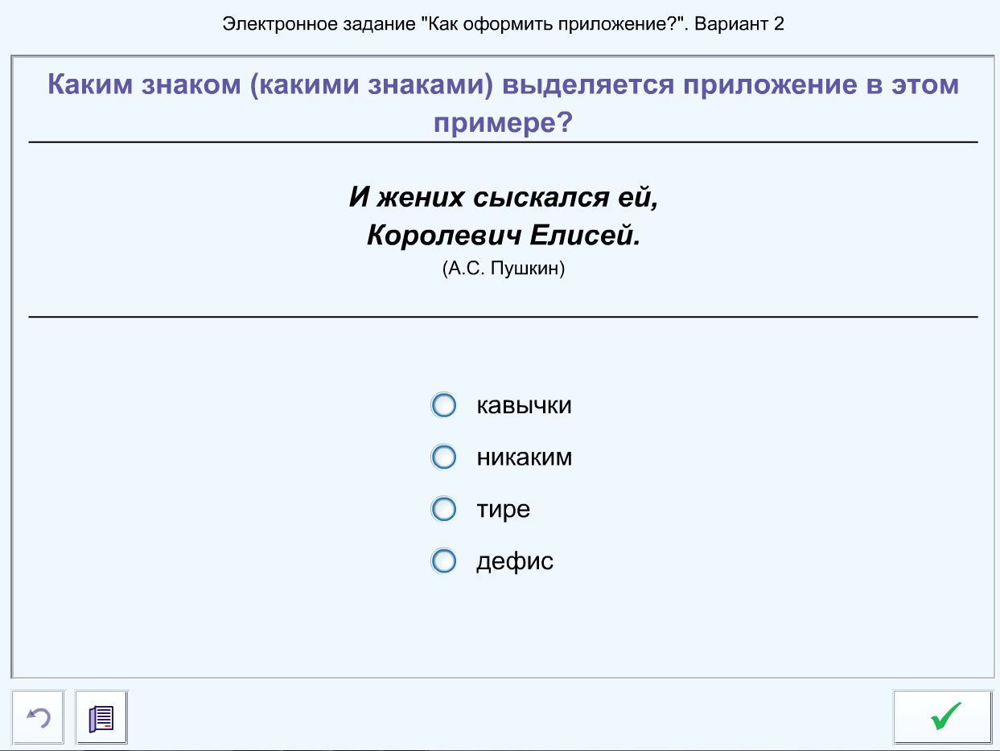 Электронное задание "Как оформить приложение?". Вариант 2
Каким знаком (какими знаками) выделяется приложение в этом
примере?
И жених сыскался ей,
Королевич Елисей.
(А.С. Пушкин)
кавычки
никаким
тире
дефис